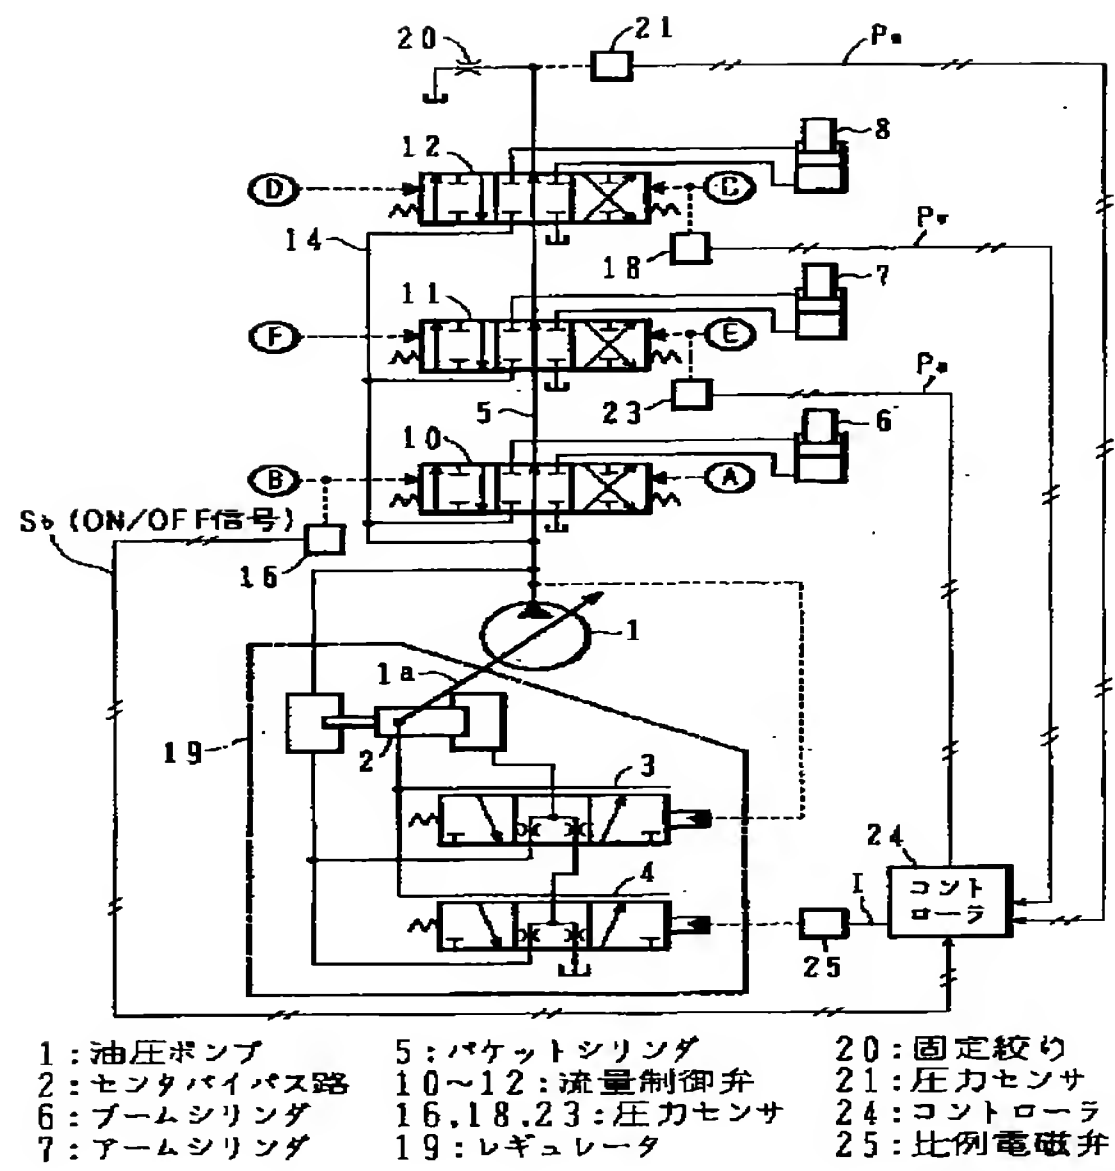 20
21
Pn
8
12
D
C
14
18
Pv
7
11
F
E
5
23
Pa
6
10
B
A
Sb (ON/OFF信号)
16
1
1a
19
2
3
24
4
コント
ローラ
I
25
1:油圧ポンプ
2:センタバイパス路
6:ブームシリンダ
7:アームシリンダ
5:バケットシリンダ
10~12:流量制御弁
16,18,23:圧力センサ
19:レギュレータ
20:固定絞り
21:圧力センサ
24:コントローラ
25:比例電磁弁